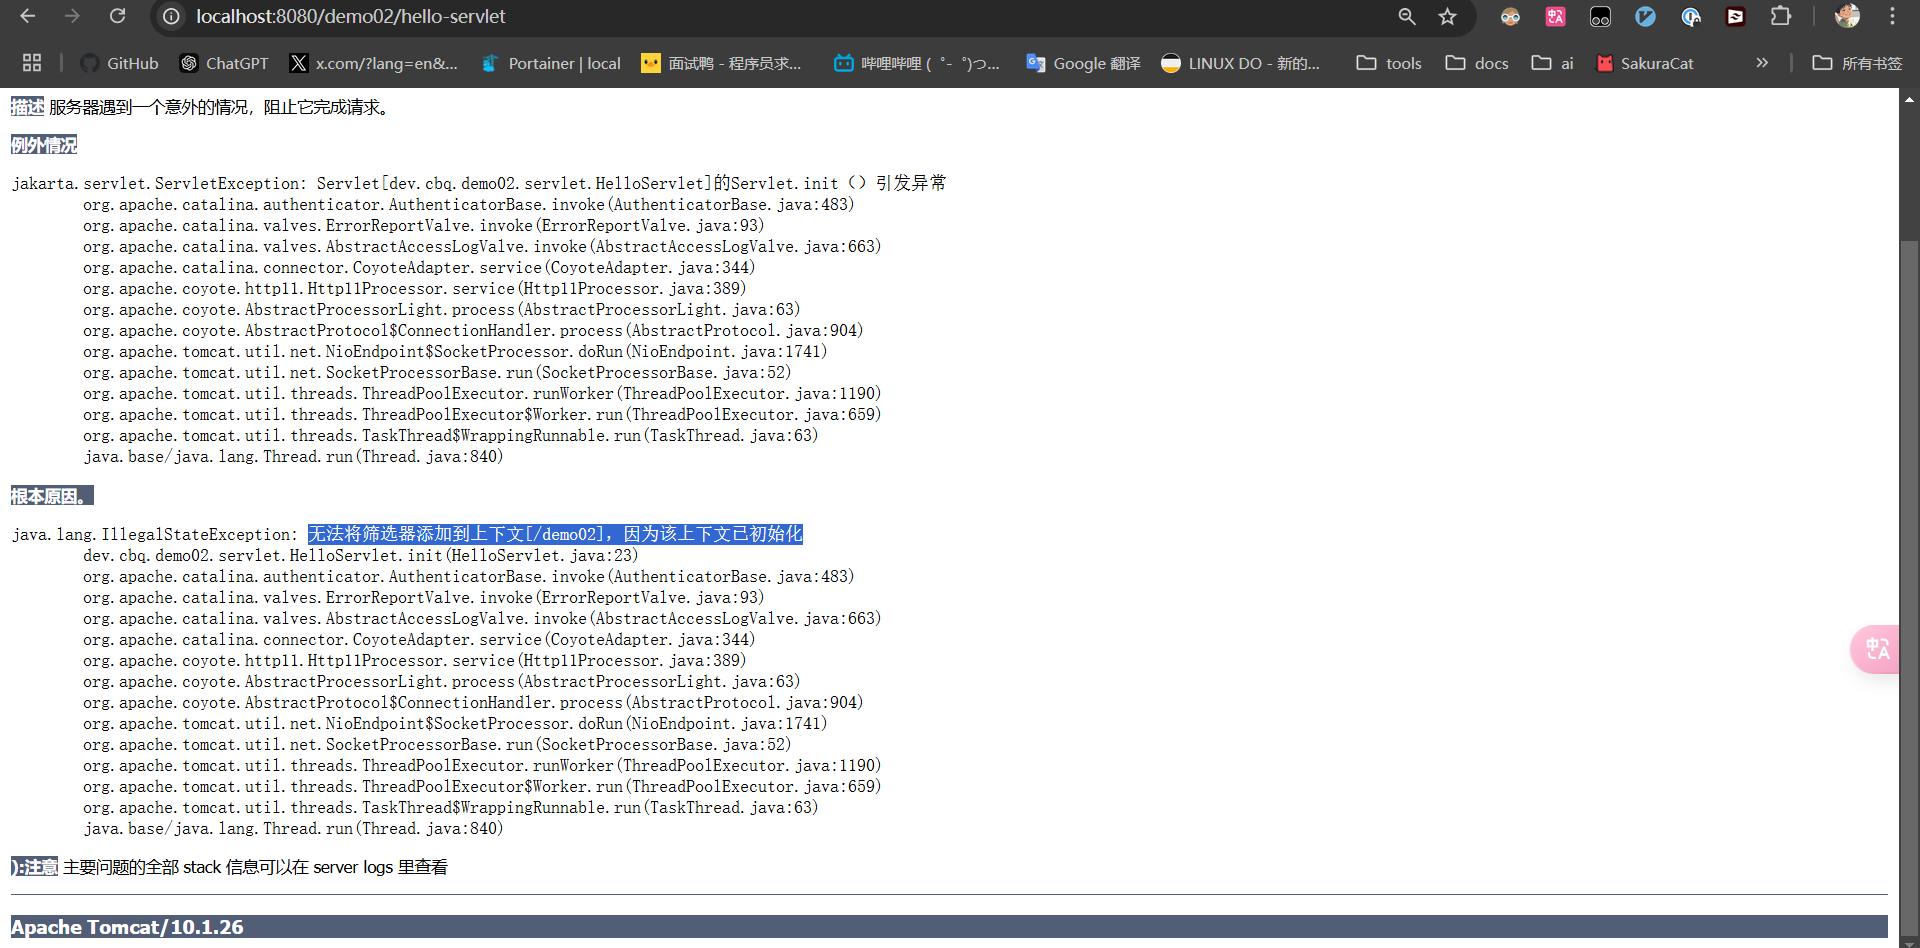 localhost:8080/demo02/hello-servlet
GitHub ChatGPT x.com/?lang=en&... Portainer | local 面试鸭 - 程序员求... 哔哩哔哩 ( ゜- ゜)つ... Google 翻译 LINUX DO - 新的... tools docs ai SakuraCat » 所有书签
描述 服务器遇到一个意外的情况，阻止它完成请求。
例外情况
jakarta.servlet.ServletException: Servlet[dev.cbq.demo02.servlet.HelloServlet]的Servlet.init（）引发异常
org.apache.catalina.authenticator.AuthenticatorBase.invoke(AuthenticatorBase.java:483)
org.apache.catalina.valves.ErrorReportValve.invoke(ErrorReportValve.java:93)
org.apache.catalina.valves.AbstractAccessLogValve.invoke(AbstractAccessLogValve.java:663)
org.apache.catalina.connector.CoyoteAdapter.service(CoyoteAdapter.java:344)
org.apache.coyote.http11.Http11Processor.service(Http11Processor.java:389)
org.apache.coyote.AbstractProcessorLight.process(AbstractProcessorLight.java:63)
org.apache.coyote.AbstractProtocol$ConnectionHandler.process(AbstractProtocol.java:904)
org.apache.tomcat.util.net.NioEndpoint$SocketProcessor.doRun(NioEndpoint.java:1741)
org.apache.tomcat.util.net.SocketProcessorBase.run(SocketProcessorBase.java:52)
org.apache.tomcat.util.threads.ThreadPoolExecutor.runWorker(ThreadPoolExecutor.java:1190)
org.apache.tomcat.util.threads.ThreadPoolExecutor$Worker.run(ThreadPoolExecutor.java:659)
org.apache.tomcat.util.threads.TaskThread$WrappingRunnable.run(TaskThread.java:63)
java.base/java.lang.Thread.run(Thread.java:840)
根本原因。
java.lang.IllegalStateException: 无法将筛选器添加到上下文[/demo02]，因为该上下文已初始化
dev.cbq.demo02.servlet.HelloServlet.init(HelloServlet.java:23)
org.apache.catalina.authenticator.AuthenticatorBase.invoke(AuthenticatorBase.java:483)
org.apache.catalina.valves.ErrorReportValve.invoke(ErrorReportValve.java:93)
org.apache.catalina.valves.AbstractAccessLogValve.invoke(AbstractAccessLogValve.java:663)
org.apache.catalina.connector.CoyoteAdapter.service(CoyoteAdapter.java:344)
org.apache.coyote.http11.Http11Processor.service(Http11Processor.java:389)
org.apache.coyote.AbstractProcessorLight.process(AbstractProcessorLight.java:63)
org.apache.coyote.AbstractProtocol$ConnectionHandler.process(AbstractProtocol.java:904)
org.apache.tomcat.util.net.NioEndpoint$SocketProcessor.doRun(NioEndpoint.java:1741)
org.apache.tomcat.util.net.SocketProcessorBase.run(SocketProcessorBase.java:52)
org.apache.tomcat.util.threads.ThreadPoolExecutor.runWorker(ThreadPoolExecutor.java:1190)
org.apache.tomcat.util.threads.ThreadPoolExecutor$Worker.run(ThreadPoolExecutor.java:659)
org.apache.tomcat.util.threads.TaskThread$WrappingRunnable.run(TaskThread.java:63)
java.base/java.lang.Thread.run(Thread.java:840)
):注意 主要问题的全部 stack 信息可以在 server logs 里查看
Apache Tomcat/10.1.26